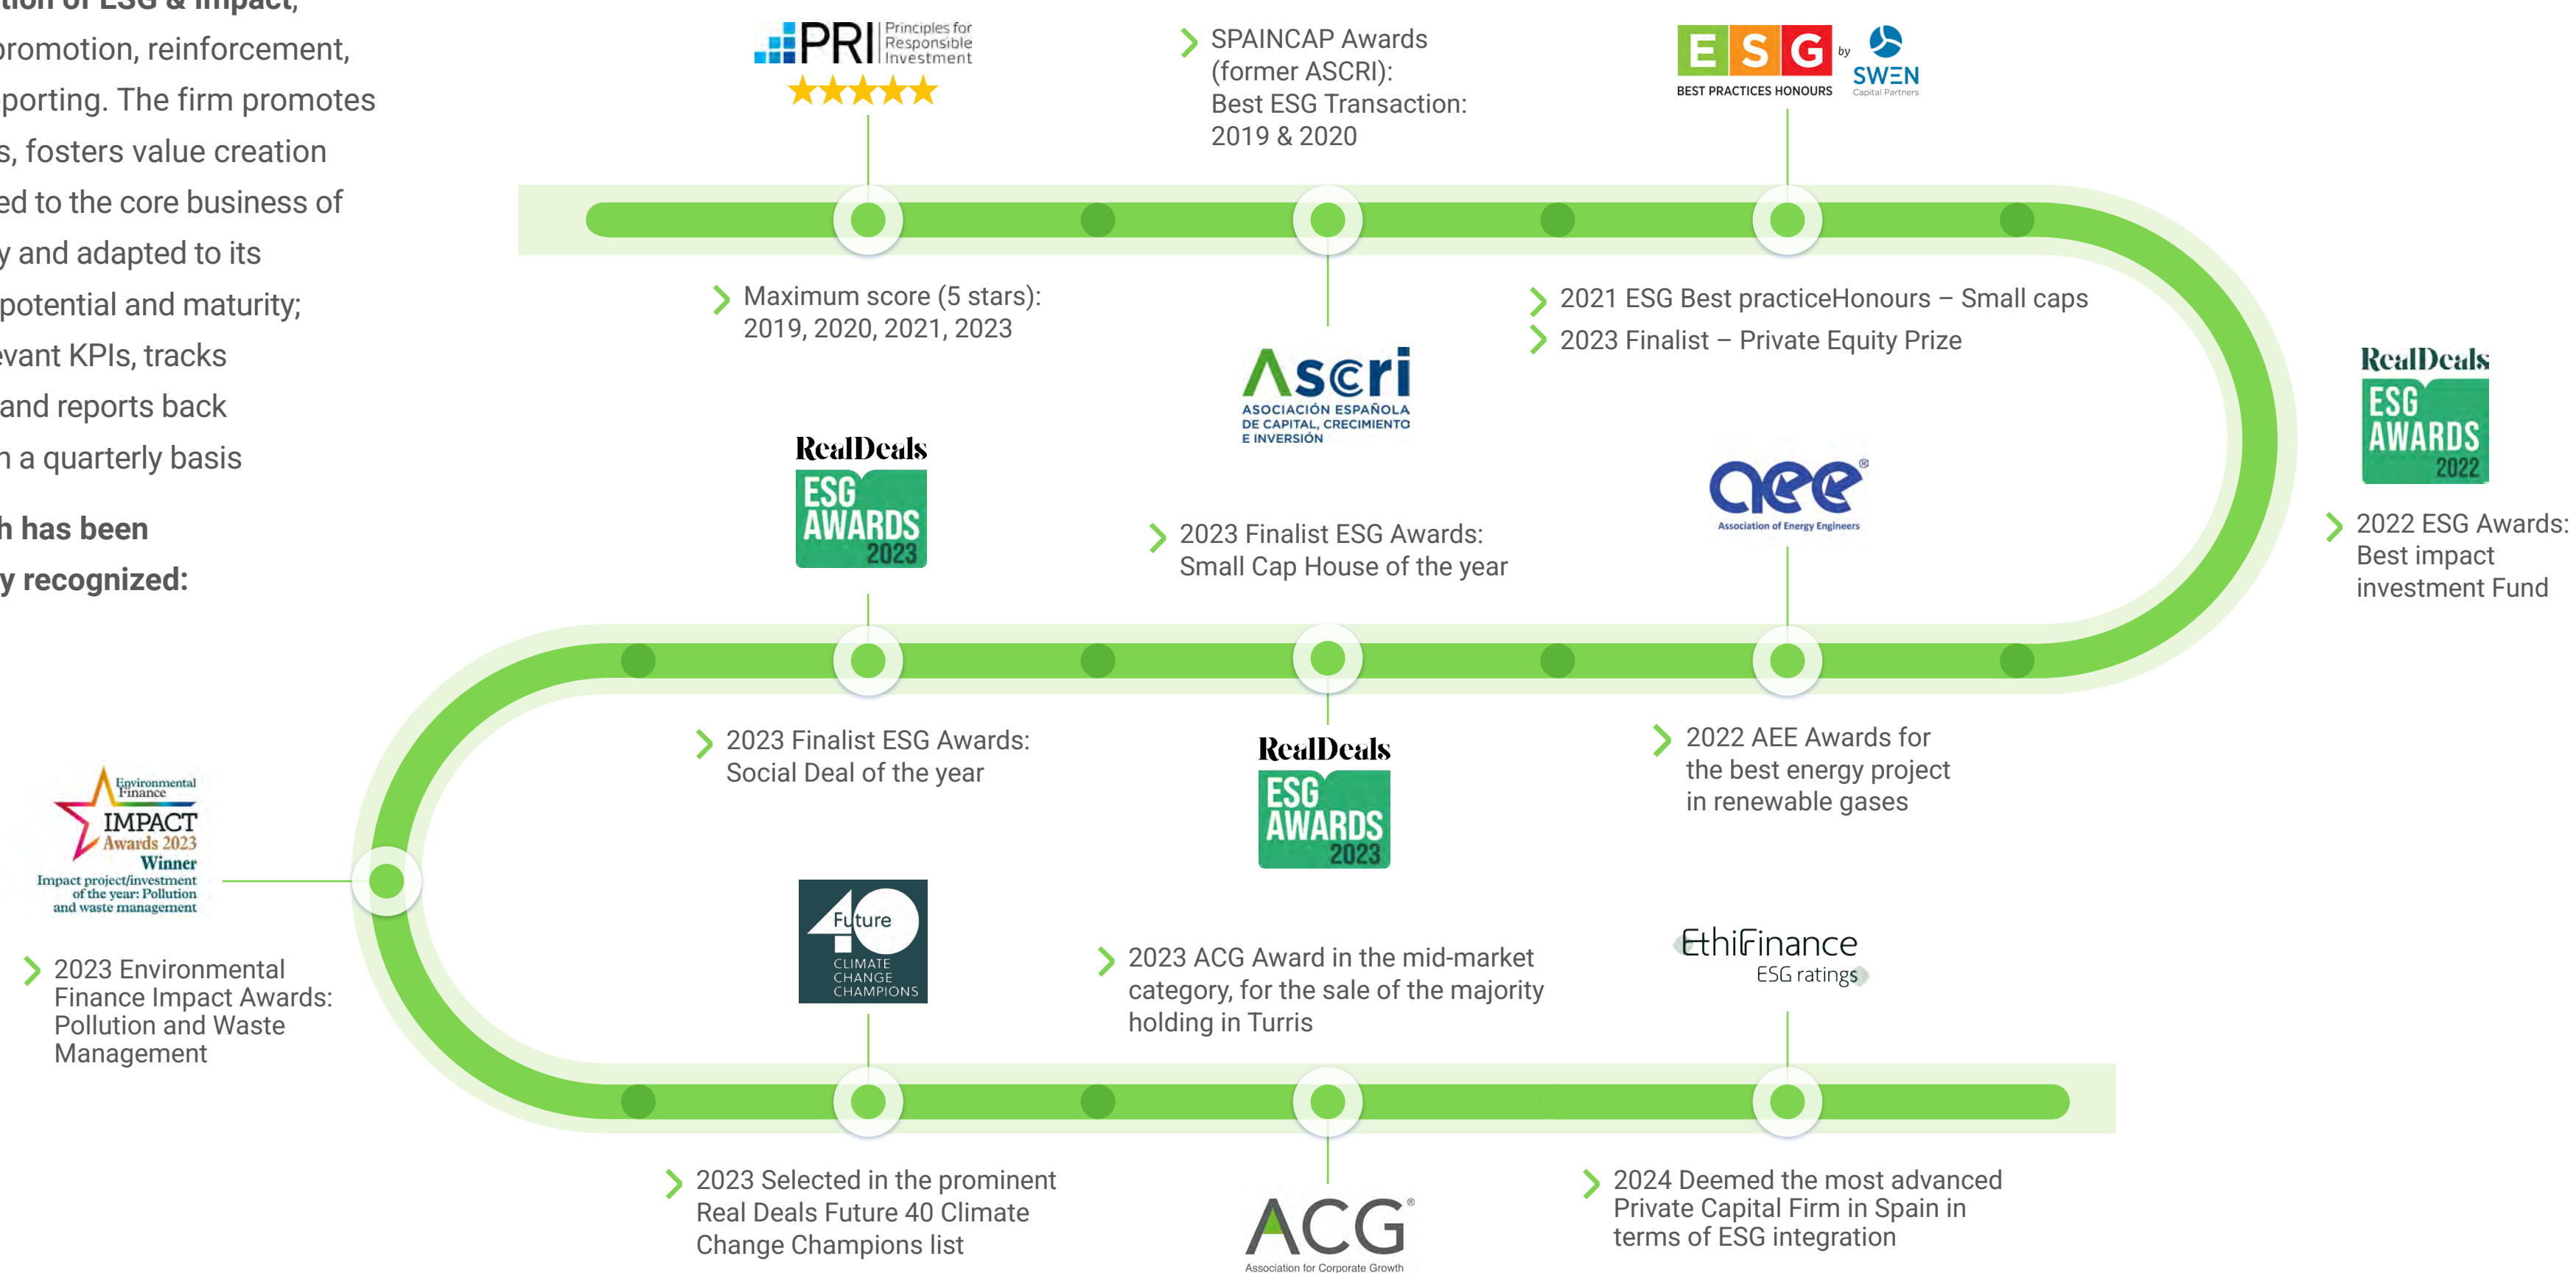 tion of ESG & Impact,
promotion, reinforcement,
porting. The firm promotes
s, fosters value creation
ed to the core business of
y and adapted to its
potential and maturity;
evant KPIs, tracks
and reports back
n a quarterly basis
h has been
y recognized:
PRI Principles for
Responsible
Investment
Maximum score (5 stars):
2019, 2020, 2021, 2023
SPAINCAP Awards
(former ASCRI):
Best ESG Transaction:
2019 & 2020
Ascri
ASOCIACIÓN ESPAÑOLA
DE CAPITAL, CRECIMIENTO
E INVERSIÓN
ESG by
BEST PRACTICES HONOURS
SWEN
Capital Partners
2021 ESG Best practiceHonours – Small caps
2023 Finalist – Private Equity Prize
RealDeals
ESG
AWARDS
2022
2022 ESG Awards:
Best impact
investment Fund
aee®
Association of Energy Engineers
2022 AEE Awards for
the best energy project
in renewable gases
2023 Finalist ESG Awards:
Small Cap House of the year
RealDeals
ESG
AWARDS
2023
RealDeals
ESG
AWARDS
2023
2023 Finalist ESG Awards:
Social Deal of the year
Environmental
Finance
IMPACT
Awards 2023
Winner
Impact project/investment
of the year: Pollution
and waste management
2023 Environmental
Finance Impact Awards:
Pollution and Waste
Management
40
Future
CLIMATE
CHANGE
CHAMPIONS
2023 Selected in the prominent
Real Deals Future 40 Climate
Change Champions list
2023 ACG Award in the mid-market
category, for the sale of the majority
holding in Turris
ACG®
Association for Corporate Growth
EthiFinance
ESG ratings
2024 Deemed the most advanced
Private Capital Firm in Spain in
terms of ESG integration